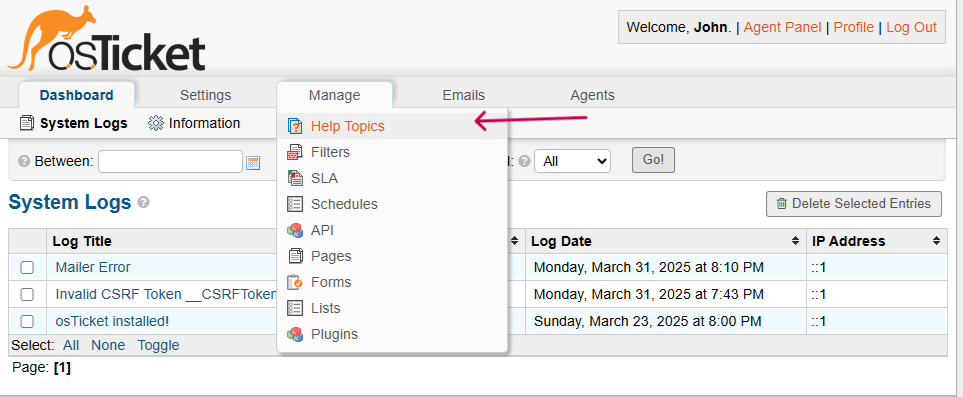 osTicket
Welcome, John. | Agent Panel | Profile | Log Out
Dashboard Settings Manage Emails Agents
System Logs Information
Help Topics
Filters
SLA
Schedules
API
Pages
Forms
Lists
Plugins
Between: All Go!
System Logs Delete Selected Entries
Log Title Log Date IP Address
Mailer Error Monday, March 31, 2025 at 8:10 PM ::1
Invalid CSRF Token __CSRFToken Monday, March 31, 2025 at 7:43 PM ::1
osTicket installed! Sunday, March 23, 2025 at 8:00 PM ::1
Select: All None Toggle
Page: [1]